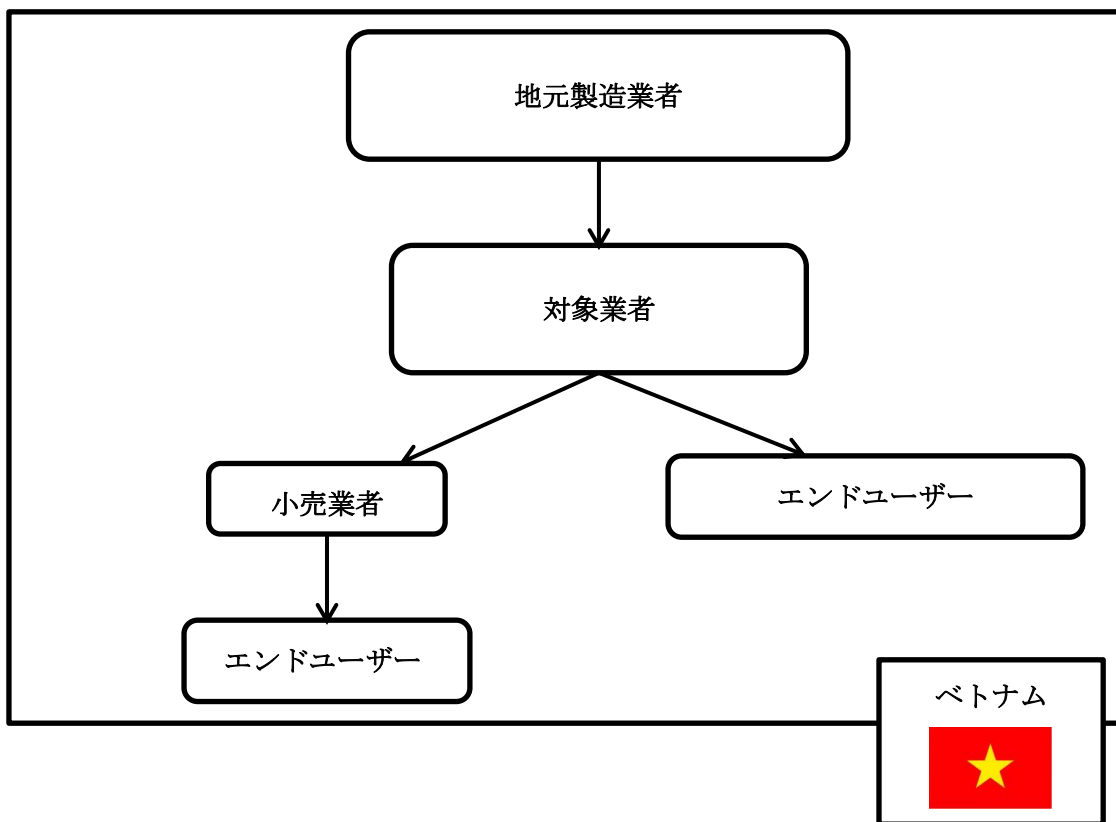 地元製造業者
対象業者
小売業者
エンドユーザー
エンドユーザー
ベトナム